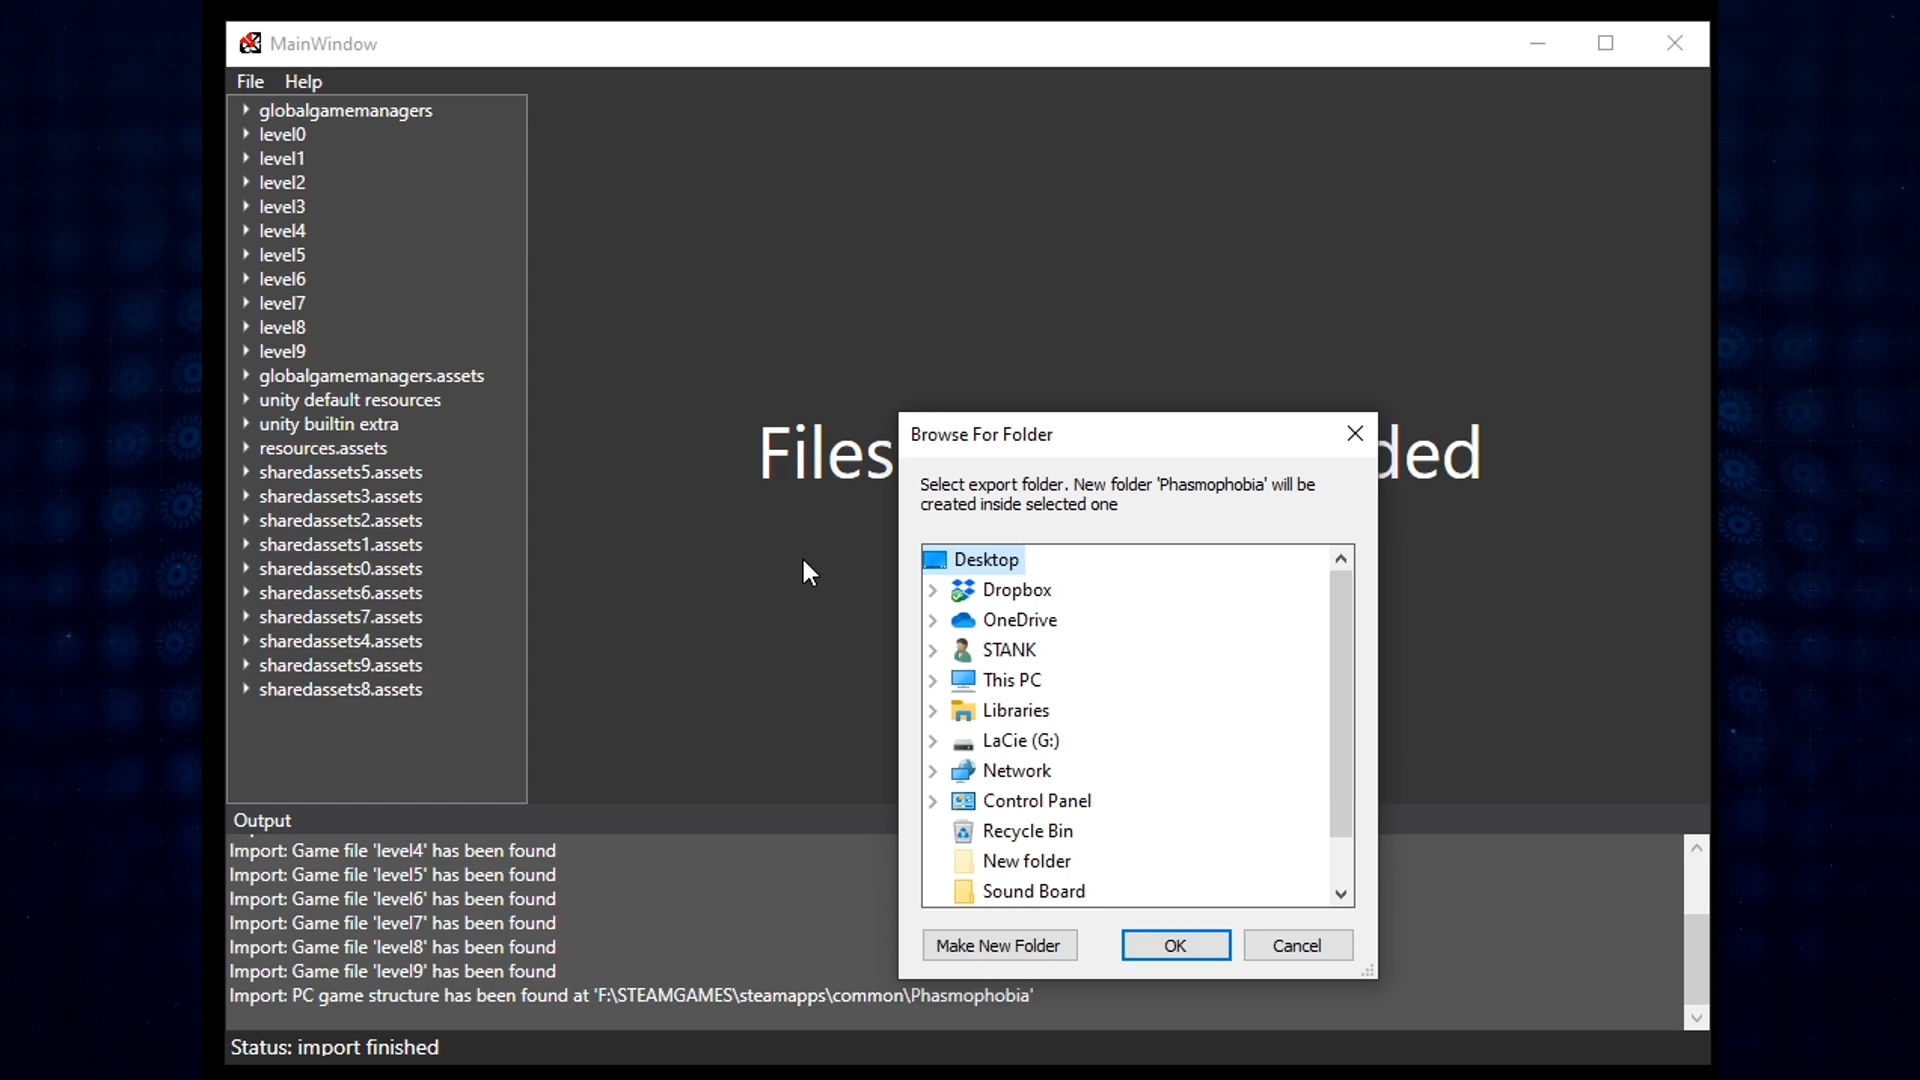 MainWindow
File Help
globalgamemanagers
level0
level1
level2
level3
level4
level5
level6
level7
level8
level9
globalgamemanagers.assets
unity default resources
unity builtin extra
resources.assets
sharedassets5.assets
sharedassets3.assets
sharedassets2.assets
sharedassets1.assets
sharedassets0.assets
sharedassets6.assets
sharedassets7.assets
sharedassets4.assets
sharedassets9.assets
sharedassets8.assets
Files
ded
Browse For Folder
Select export folder. New folder 'Phasmophobia' will be
created inside selected one
Desktop
Dropbox
OneDrive
STANK
This PC
Libraries
LaCie (G:)
Network
Control Panel
Recycle Bin
New folder
Sound Board
Make New Folder OK Cancel
Output
Import: Game file 'level4' has been found
Import: Game file 'level5' has been found
Import: Game file 'level6' has been found
Import: Game file 'level7' has been found
Import: Game file 'level8' has been found
Import: Game file 'level9' has been found
Import: PC game structure has been found at 'F:\STEAMGAMES\steamapps\common\Phasmophobia'
Status: import finished